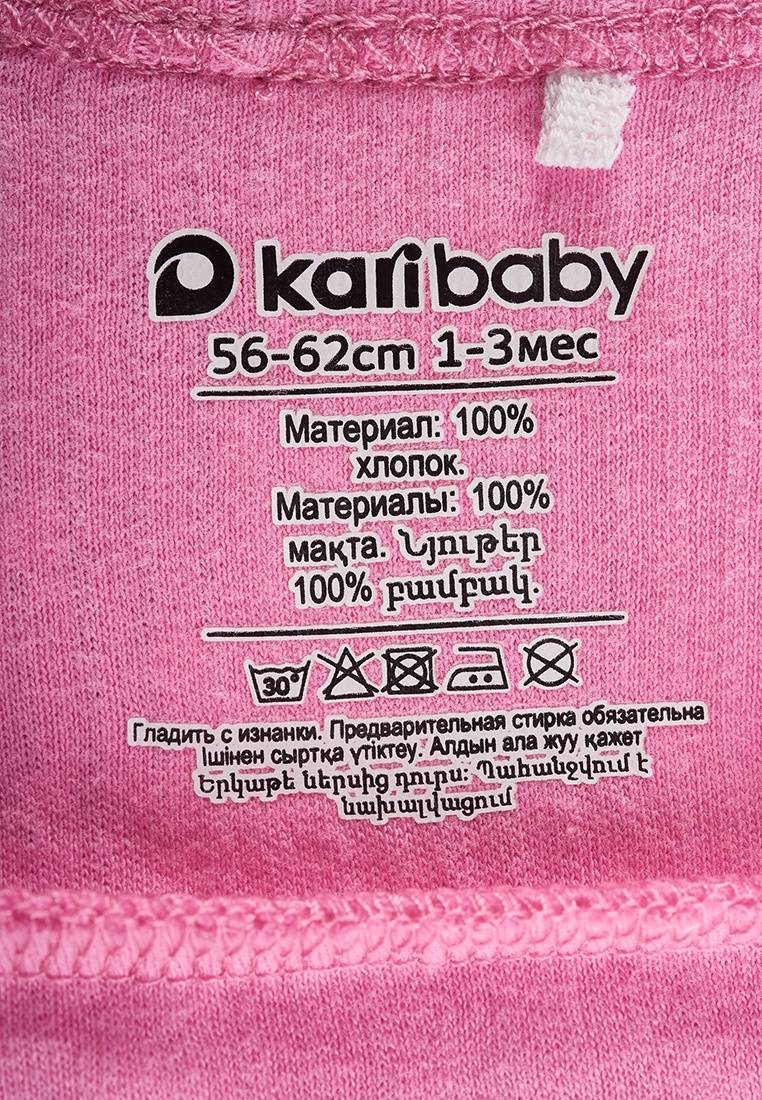 kari baby
56-62cm 1-3мес
Материал: 100%
хлопок.
Материалы: 100%
мақта. Նյութեր
100% բամբակ.
30°
Гладить с изнанки. Предварительная стирка обязательна
Ішінен сыртқа үтіктеу. Алдын ала жуу қажет
Երկաթե ներսից դուրս: Պահանջվում է
նախալվացում